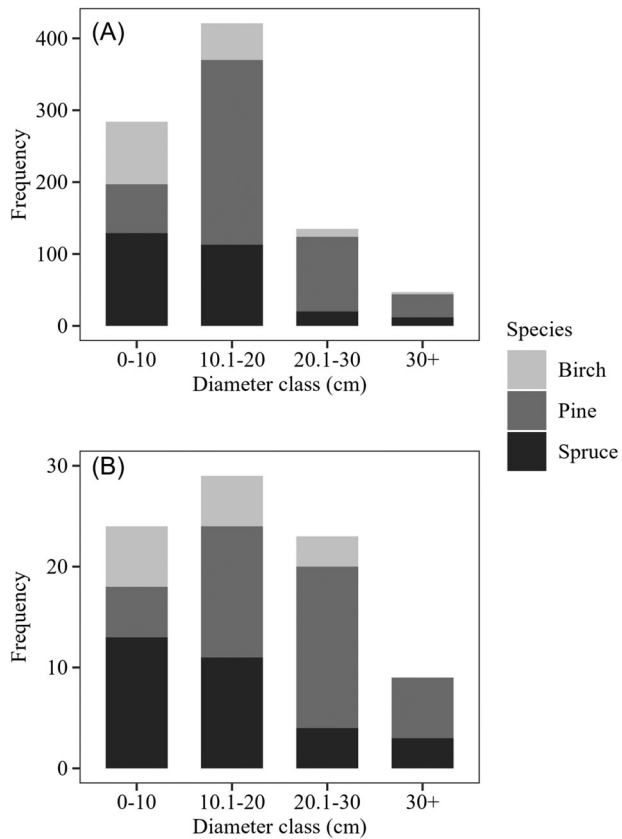 (A)
400
300
200
100
0
Frequency
0-10 10.1-20 20.1-30 30+
Diameter class (cm)
Species
Birch
Pine
Spruce
(B)
30
20
10
0
Frequency
0-10 10.1-20 20.1-30 30+
Diameter class (cm)